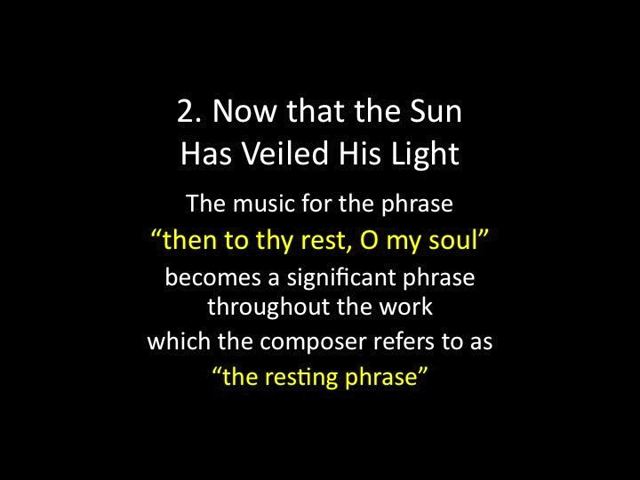 2. Now that the Sun
Has Veiled His Light
The music for the phrase
“then to thy rest, O my soul”
becomes a significant phrase
throughout the work
which the composer refers to as
“the resting phrase”